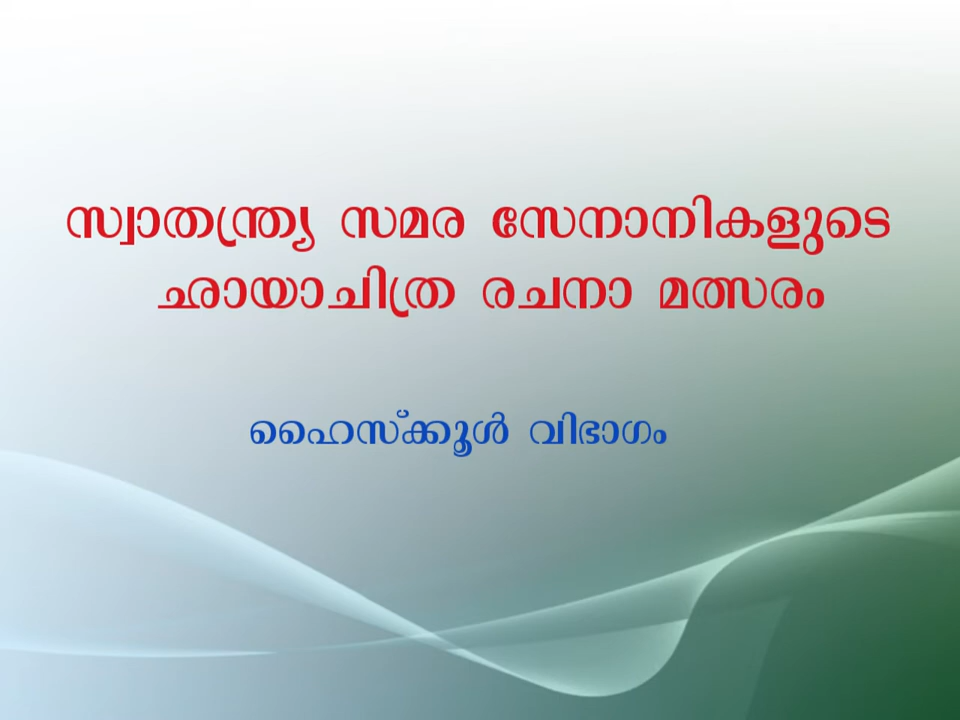 സ്വാതന്ത്ര്യ സമര സേനാനികളുടെ
ഛായാചിത്ര രചനാ മത്സരം
ഹൈസ്ക്കൂൾ വിഭാഗം